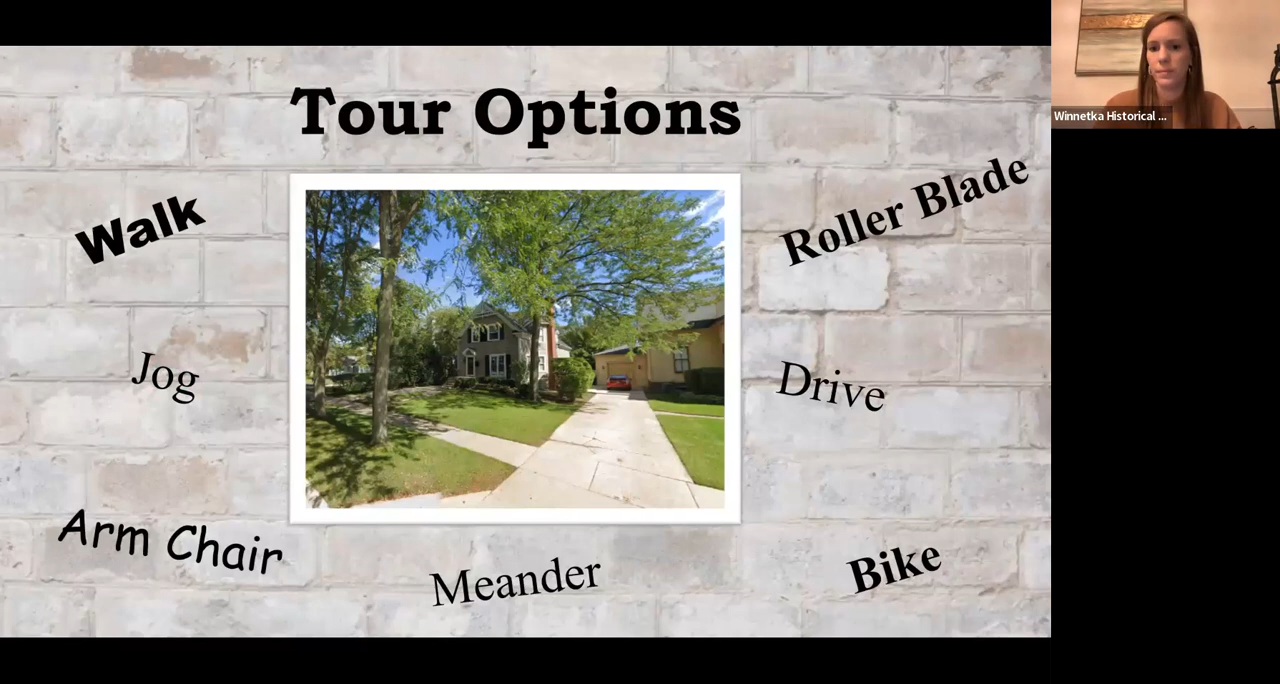 Tour Options
Walk
Roller Blade
Jog
Drive
Arm Chair
Meander
Bike
Winnetka Historical ...